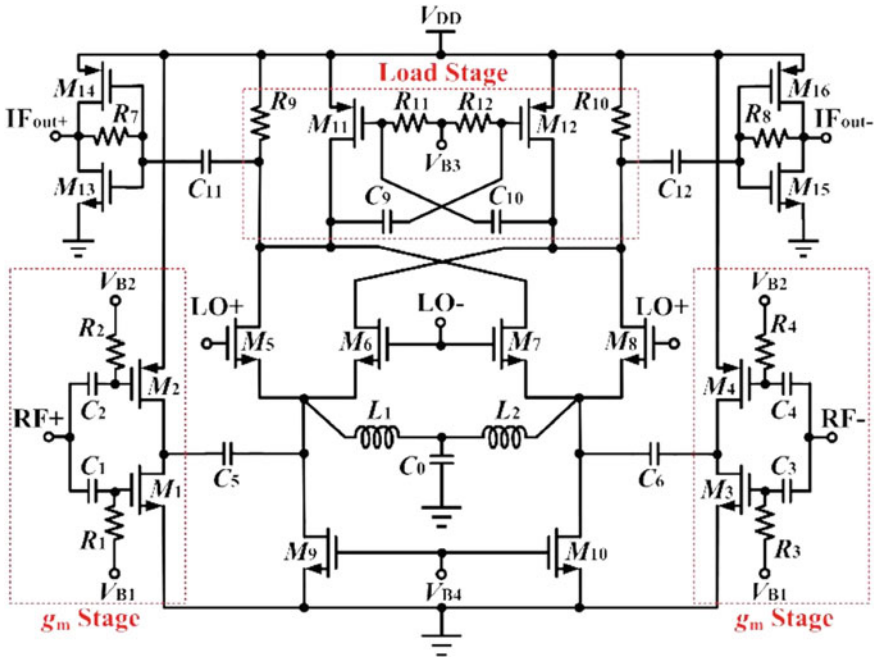 VDD
Load Stage
M14
R7
IFout+
M13
C11
R9
M11
R11
R12
M12
R10
VB3
C9
C10
C12
M16
R8
IFout-
M15
VB2
R2
C2
M2
RF+
C1
M1
R1
VB1
gm Stage
LO+
M5
M6
LO-
M7
M8
LO+
L1
L2
C0
C5
C6
M9
M10
VB4
VB2
R4
M4
C4
RF-
C3
M3
R3
VB1
gm Stage